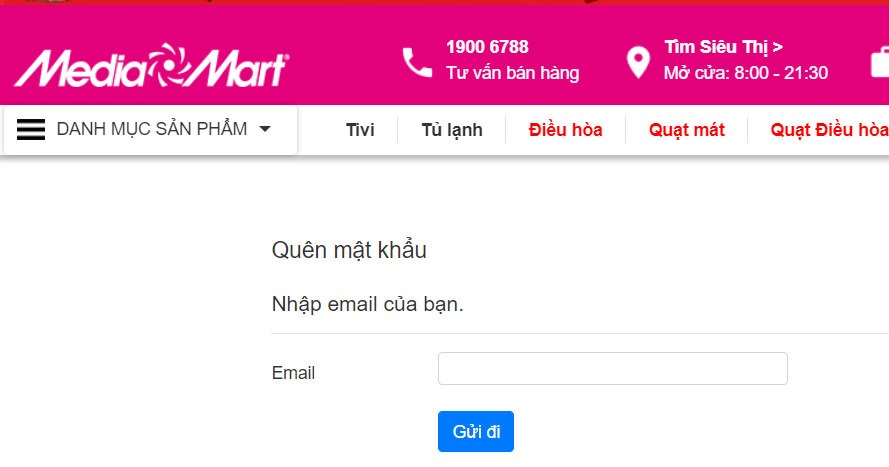 Media Mart
1900 6788
Tư vấn bán hàng
Tìm Siêu Thị >
Mở cửa: 8:00 - 21:30
DANH MỤC SẢN PHẨM
Tivi
Tủ lạnh
Điều hòa
Quạt mát
Quạt Điều hòa
Quên mật khẩu
Nhập email của bạn.
Email
Gửi đi